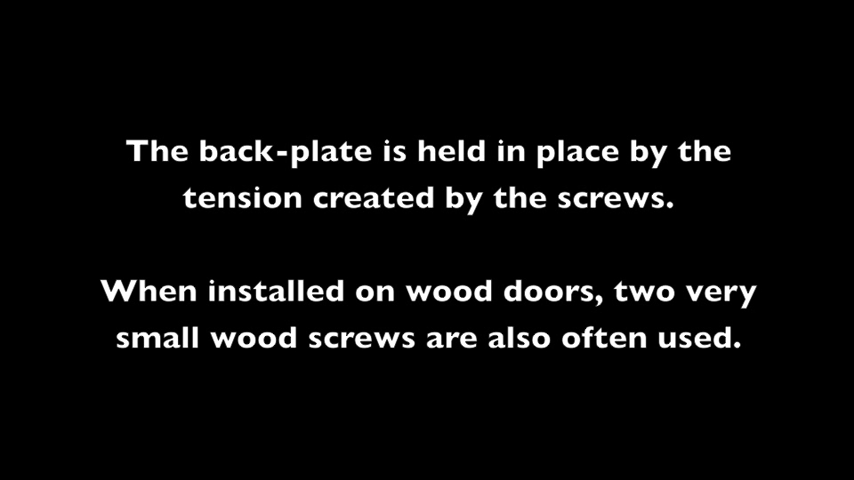 The back-plate is held in place by the
tension created by the screws.
When installed on wood doors, two very
small wood screws are also often used.